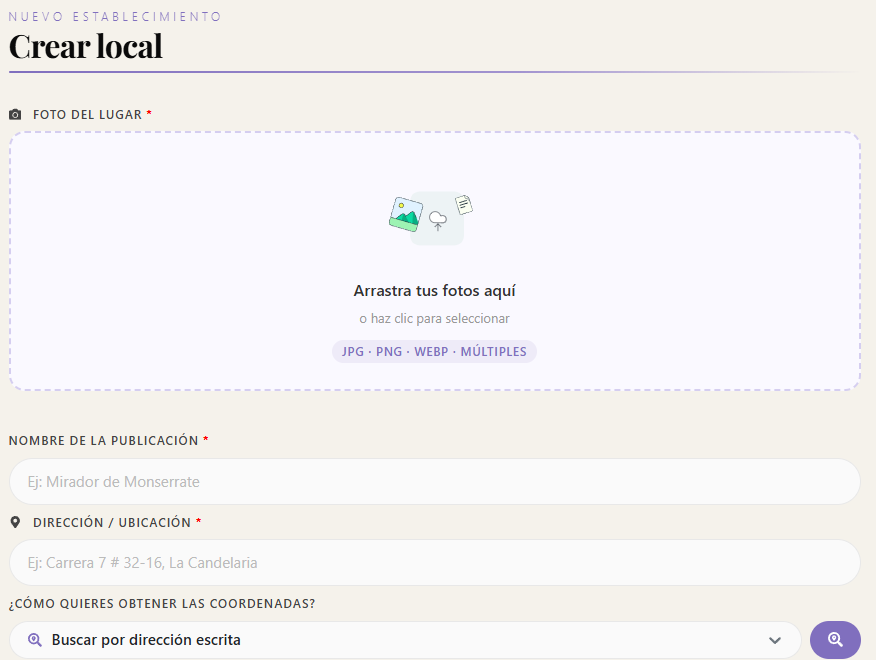 NUEVO ESTABLECIMIENTO
Crear local
FOTO DEL LUGAR *
Arrastra tus fotos aquí
o haz clic para seleccionar
JPG · PNG · WEBP · MÚLTIPLES
NOMBRE DE LA PUBLICACIÓN *
Ej: Mirador de Monserrate
DIRECCIÓN / UBICACIÓN *
Ej: Carrera 7 # 32-16, La Candelaria
¿CÓMO QUIERES OBTENER LAS COORDENADAS?
Buscar por dirección escrita